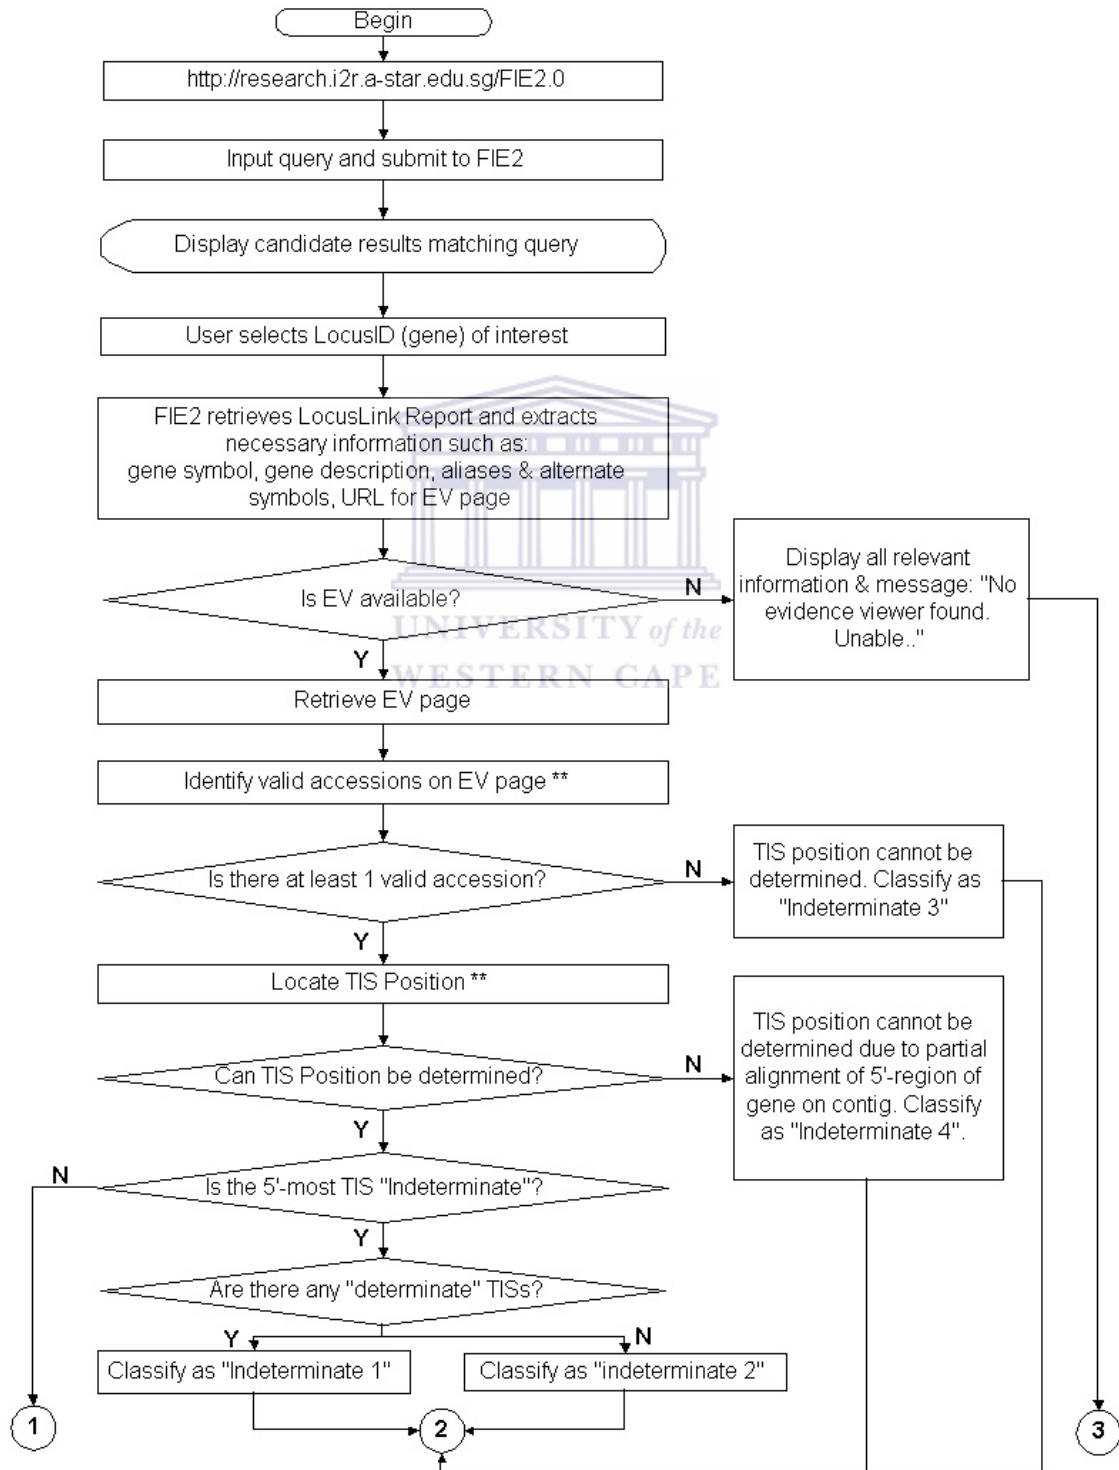 Begin
http://research.i2r.a-star.edu.sg/FIE2.0
Input query and submit to FIE2
Display candidate results matching query
User selects LocusID (gene) of interest
FIE2 retrieves LocusLink Report and extracts
necessary information such as:
gene symbol, gene description, aliases & alternate
symbols, URL for EV page
Is EV available?
N
Display all relevant
information & message: "No
evidence viewer found.
Unable.."
UNIVERSITY of the
WESTERN CAPE
Y
Retrieve EV page
Identify valid accessions on EV page **
Is there at least 1 valid accession?
N
TIS position cannot be
determined. Classify as
"Indeterminate 3"
Y
Locate TIS Position **
Can TIS Position be determined?
N
TIS position cannot be
determined due to partial
alignment of 5'-region of
gene on contig. Classify
as "Indeterminate 4".
Y
Is the 5'-most TIS "Indeterminate"?
N
Y
Are there any "determinate" TISs?
Y
N
Classify as "Indeterminate 1"
Classify as "indeterminate 2"
1
2
3